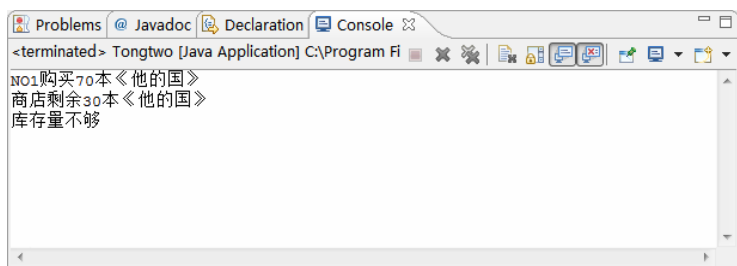 Problems @ Javadoc Declaration Console
<terminated> Tongtwo [Java Application] C:\Program Fi
NO1购买70本《他的国》
商店剩余30本《他的国》
库存量不够